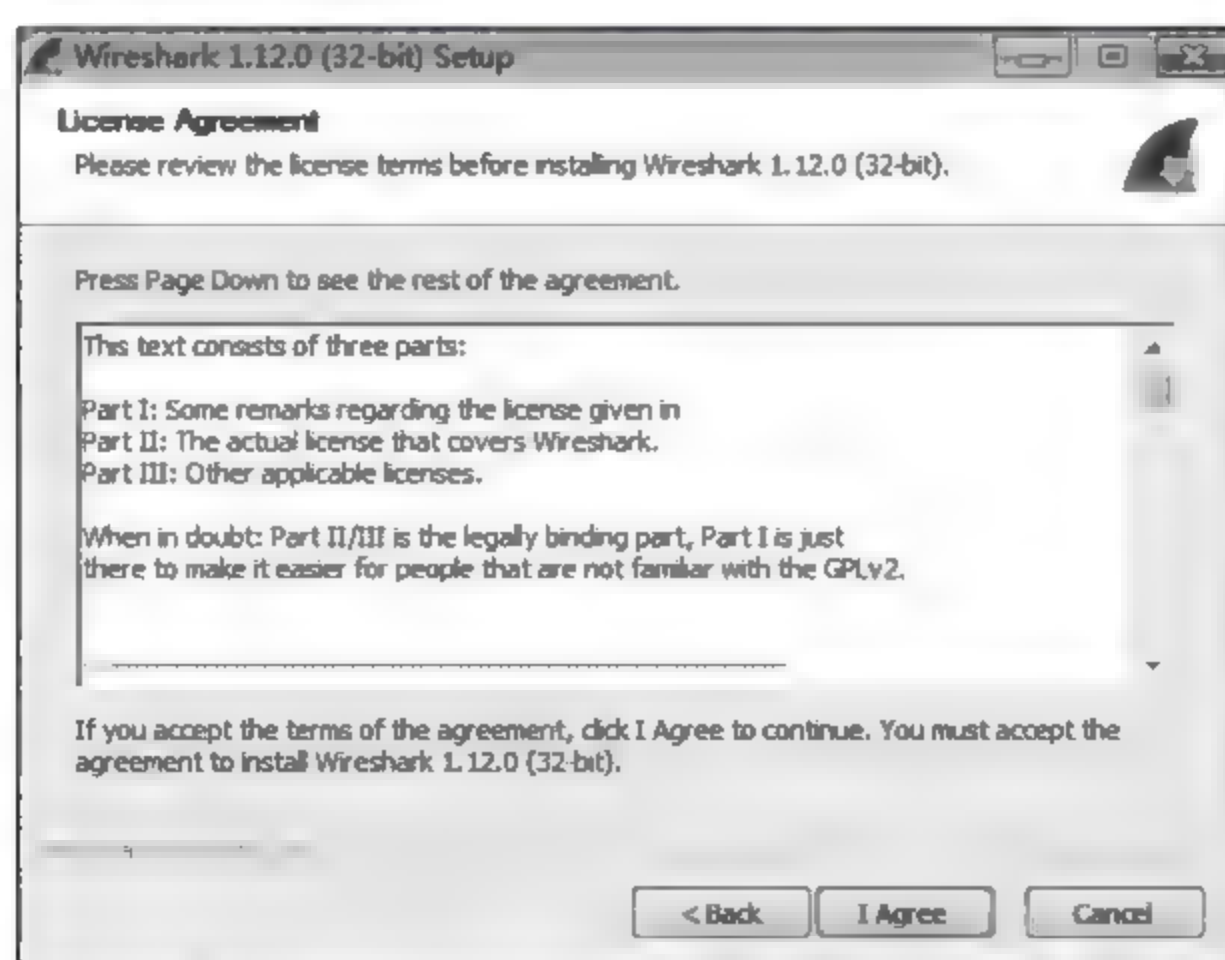 Wireshark 1.12.0 (32-bit) Setup
License Agreement
Please review the license terms before installing Wireshark 1.12.0 (32-bit).
Press Page Down to see the rest of the agreement.
This text consists of three parts:
Part I: Some remarks regarding the license given in
Part II: The actual license that covers Wireshark.
Part III: Other applicable licenses.
When in doubt: Part II/III is the legally binding part, Part I is just
there to make it easier for people that are not familiar with the GPLv2.
If you accept the terms of the agreement, click I Agree to continue. You must accept the
agreement to install Wireshark 1.12.0 (32-bit).
< Back
I Agree
Cancel